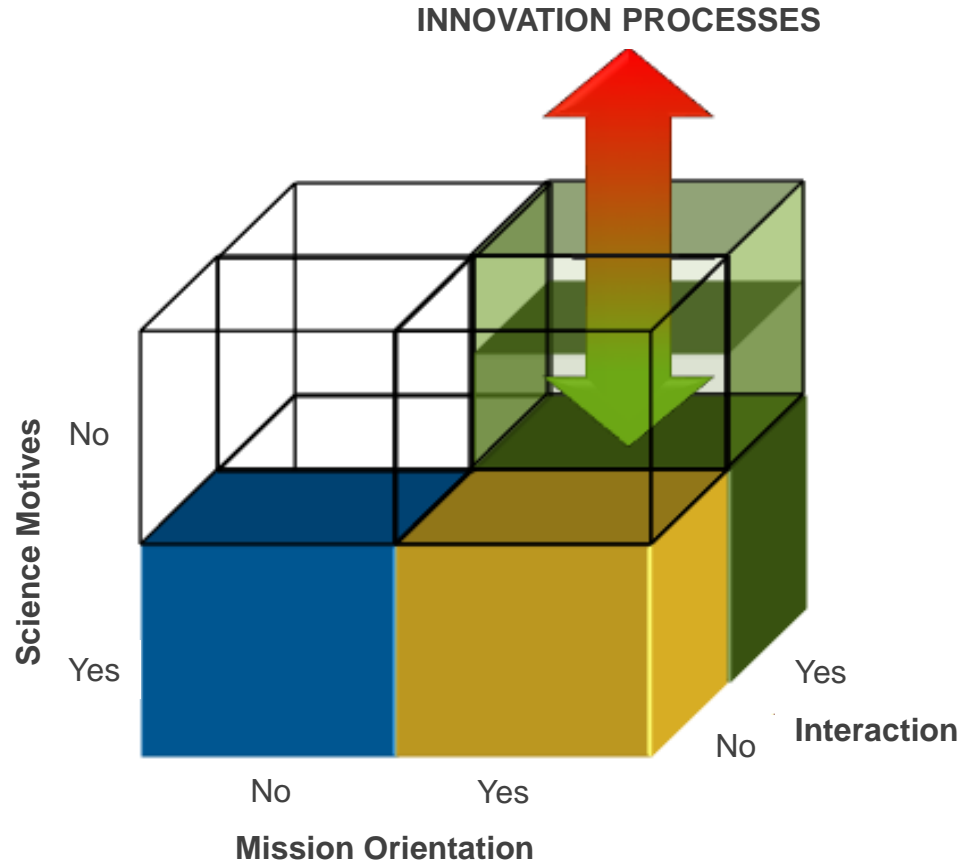 INNOVATION PROCESSES
No
Science Motives
Yes
Yes
Interaction
No
No
Yes
Mission Orientation